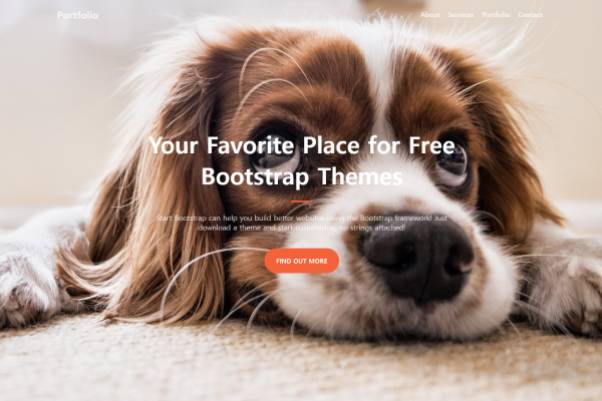 Portfolio
About Services Portfolio Contact
Your Favorite Place for Free
Bootstrap Themes
Start Bootstrap can help you build better websites using the Bootstrap framework! Just
download a theme and start customizing, no strings attached!
FIND OUT MORE